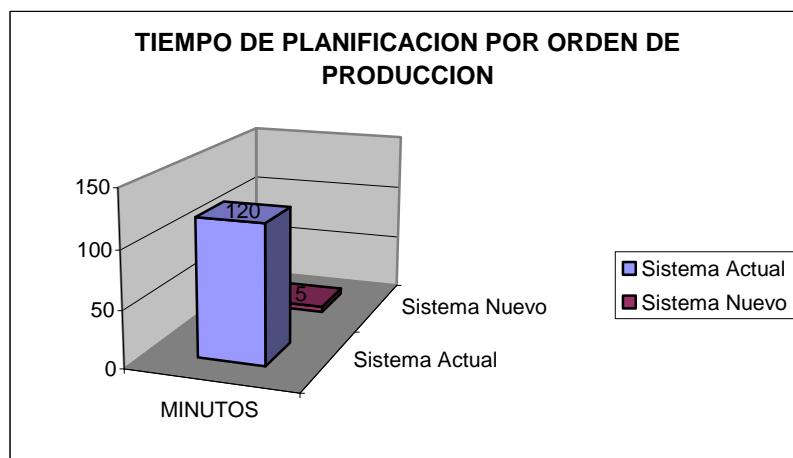 TIEMPO DE PLANIFICACION POR ORDEN DE
PRODUCCION
150
100
50
0
120
5
MINUTOS
Sistema Nuevo
Sistema Actual
Sistema Actual
Sistema Nuevo